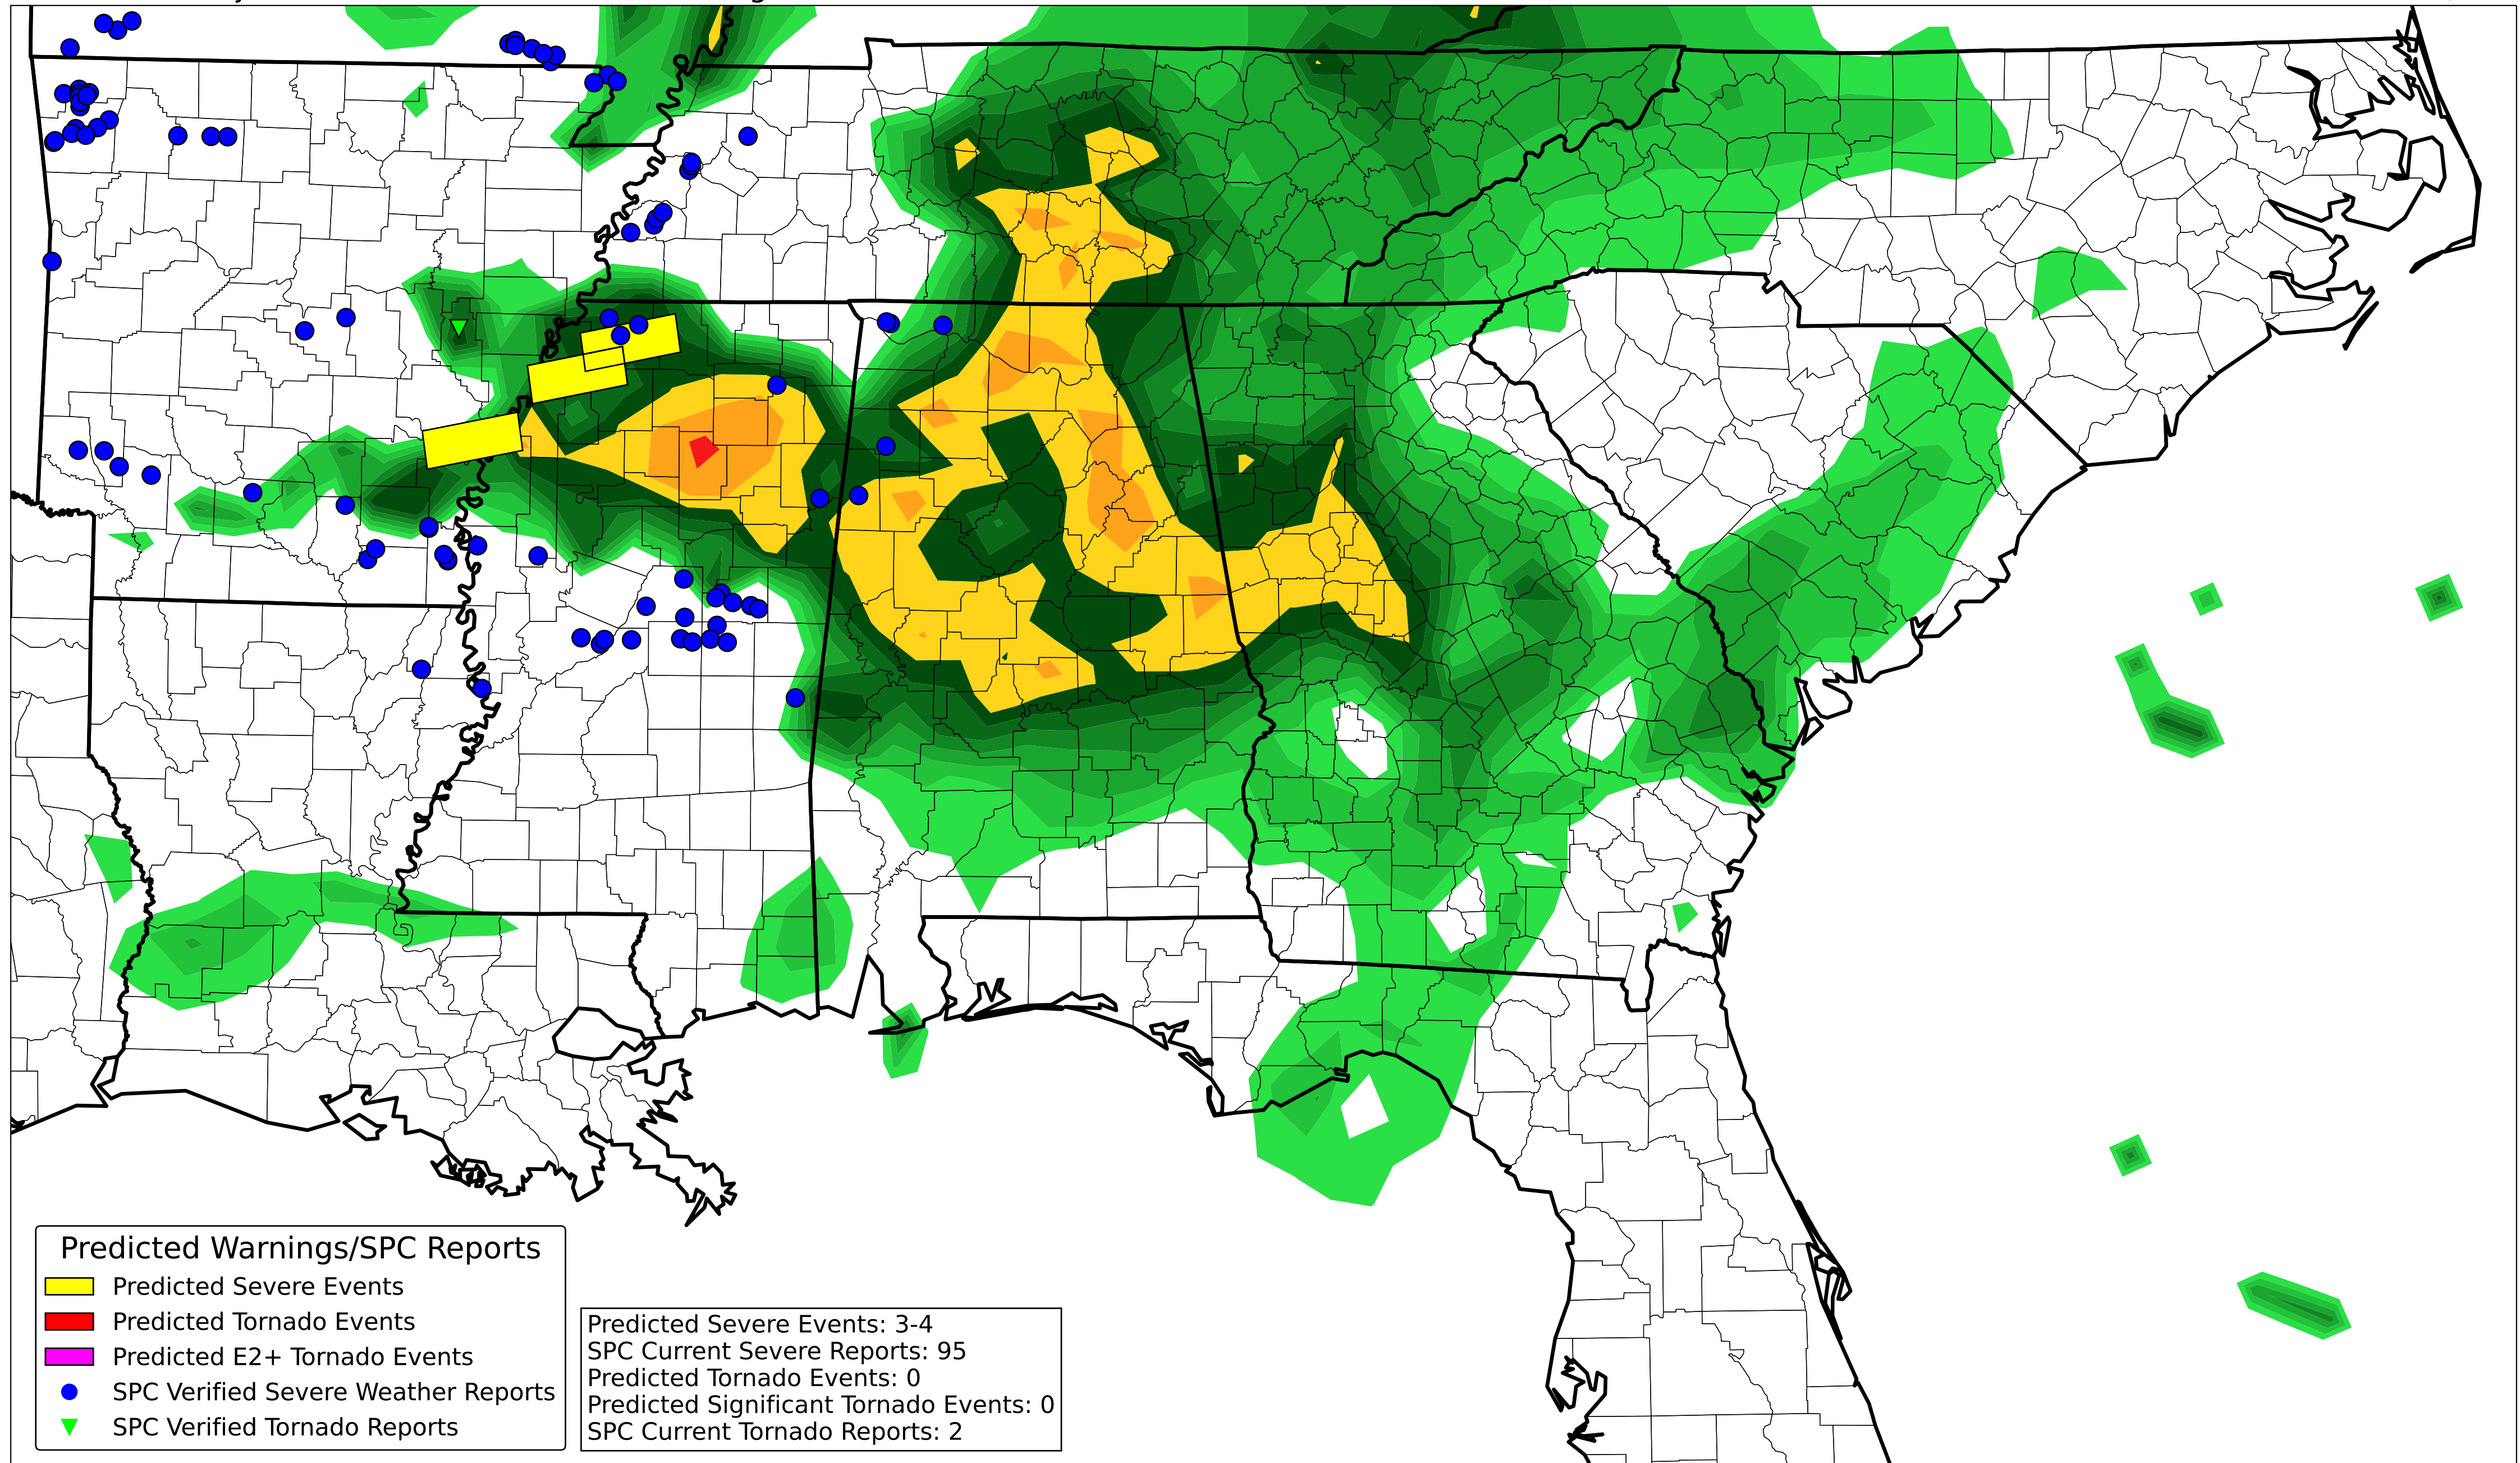 Predicted Warnings/SPC Reports
Predicted Severe Events
Predicted Tornado Events
Predicted E2+ Tornado Events
SPC Verified Severe Weather Reports
SPC Verified Tornado Reports
Predicted Severe Events: 3-4
SPC Current Severe Reports: 95
Predicted Tornado Events: 0
Predicted Significant Tornado Events: 0
SPC Current Tornado Reports: 2